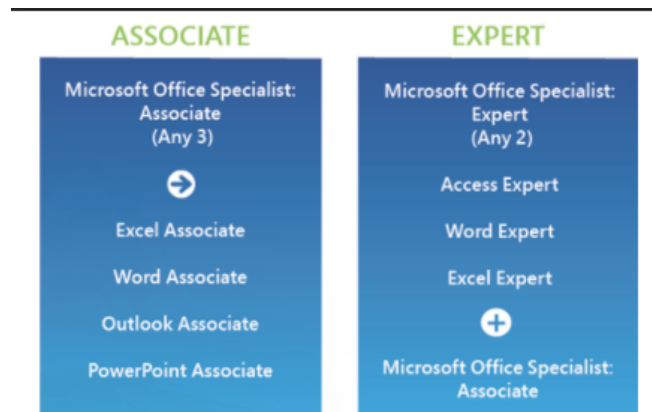 ASSOCIATE
Microsoft Office Specialist:
Associate
(Any 3)
Excel Associate
Word Associate
Outlook Associate
PowerPoint Associate
EXPERT
Microsoft Office Specialist:
Expert
(Any 2)
Access Expert
Word Expert
Excel Expert
Microsoft Office Specialist:
Associate